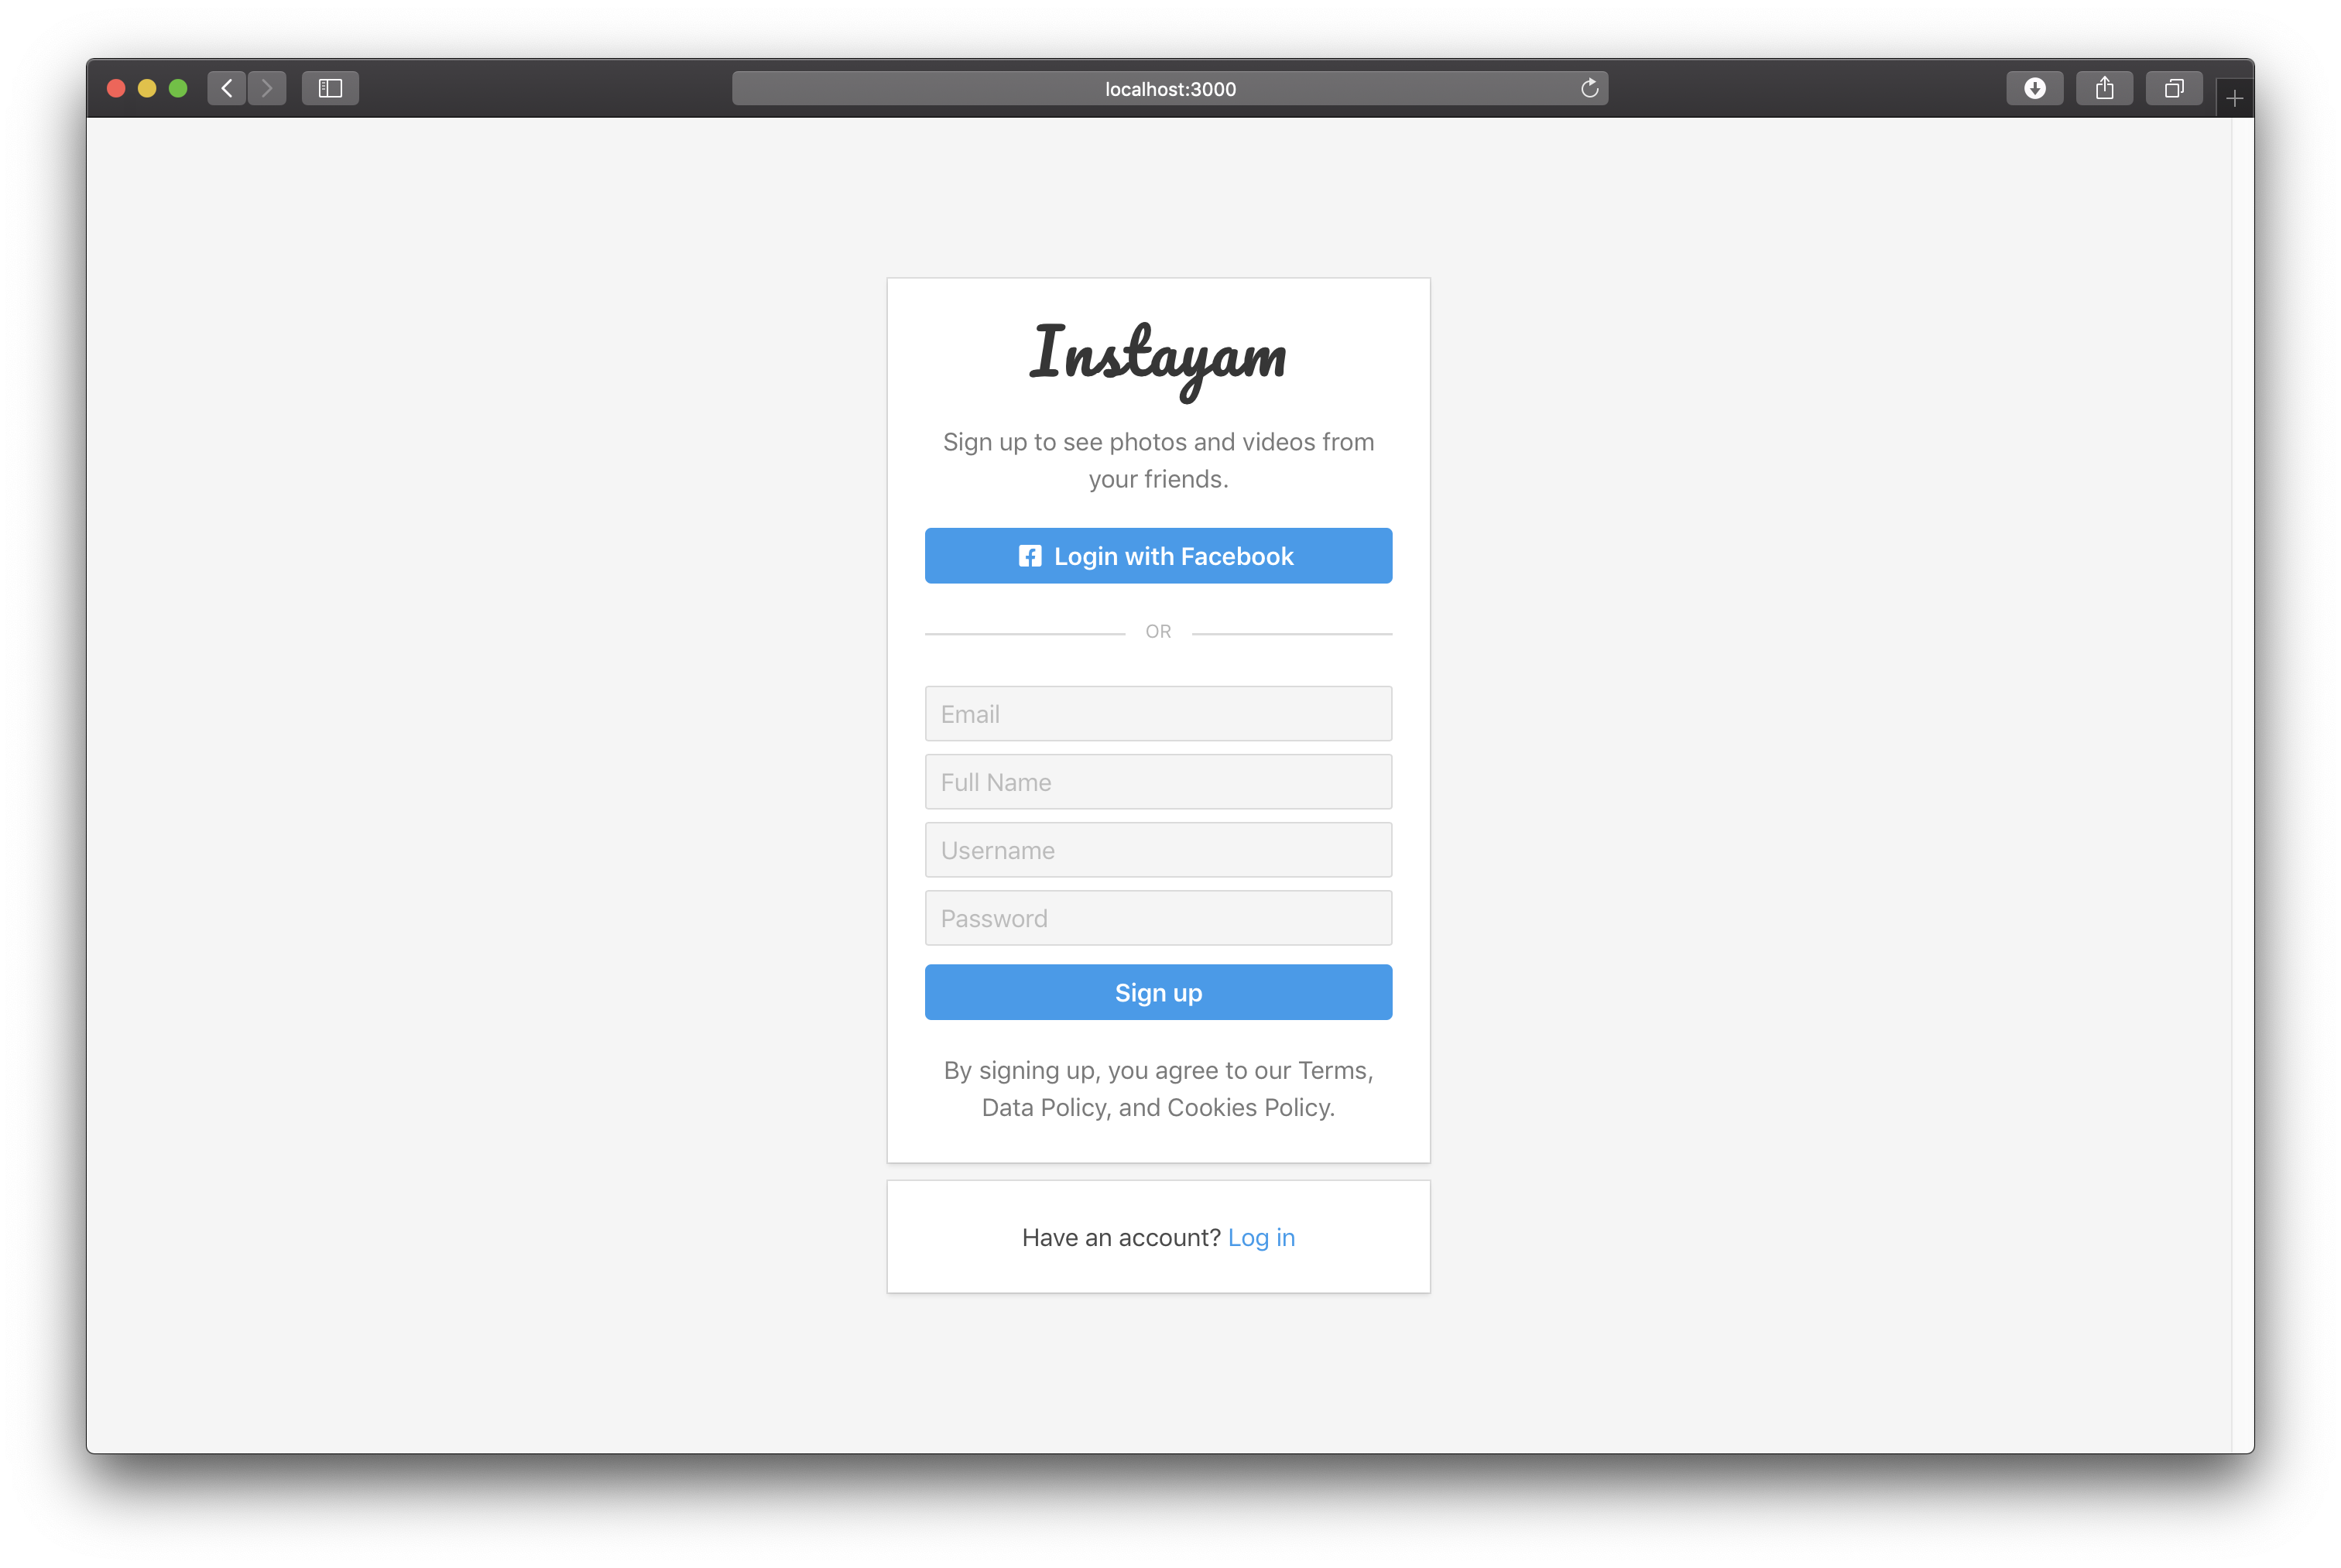 localhost:3000
Instayam
Sign up to see photos and videos from
your friends.
Login with Facebook
OR
Email
Full Name
Username
Password
Sign up
By signing up, you agree to our Terms,
Data Policy, and Cookies Policy.
Have an account? Log in